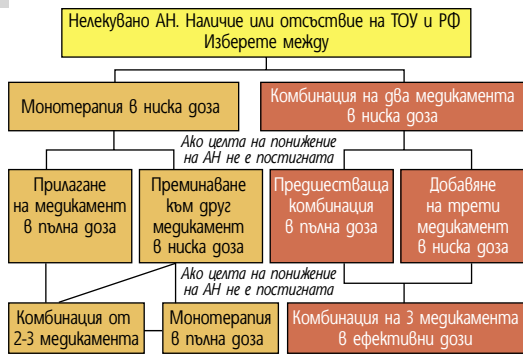 Нелекувано АН. Наличие или отсъствие на ТОУ и РФ
Изберете между
Монотерапия в ниска доза
Комбинация на два медикамента
в ниска доза
Ако целта на понижение
на АН не е постигната
Прилагане
на медикамент
в пълна доза
Преминаване
към друг
медикамент
в ниска доза
Предшестваща
комбинация
в пълна доза
Добавяне
на трети
медикамент
в ниска доза
Ако целта на понижение
на АН не е постигната
Комбинация от
2-3 медикамента
Монотерапия
в пълна доза
Комбинация на 3 медикамента
в ефективни дози